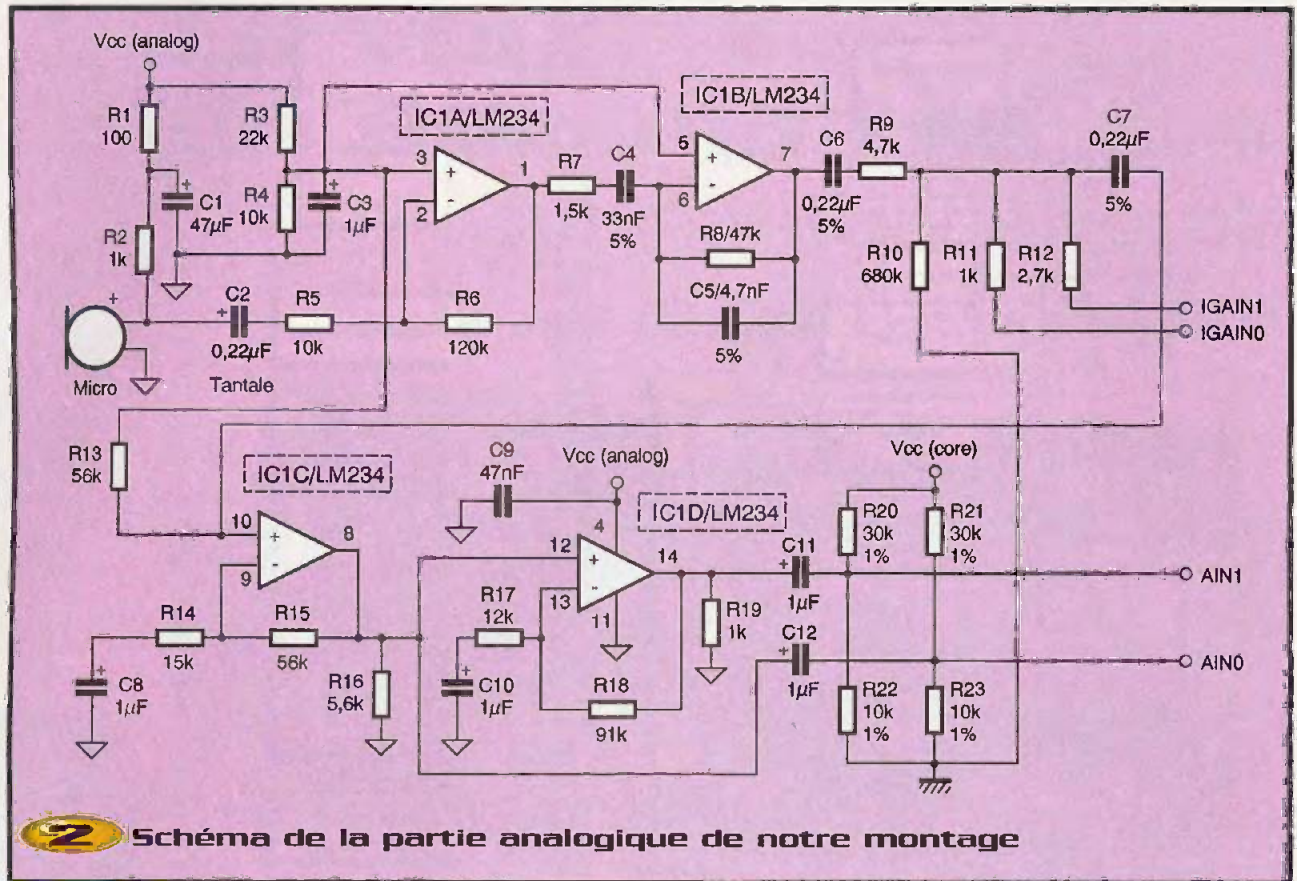 Vcc (analog)
R1
100
R3
22k
IC1A/LM234
IC1B/LM234
C1
47µF
R4
10k
C3
1µF
3
+
2
-
1
R7
1,5k
C4
33nF
5%
5
+
6
-
7
C6
0,22µF
5%
R9
4,7k
C7
0,22µF
5%
R2
1k
R8/47k
C5/4,7nF
5%
R10
680k
R11
1k
R12
2,7k
IGAIN1
IGAIN0
+
Micro
C2
0,22µF
Tantale
R5
10k
R6
120k
R13
56k
IC1C/LM234
C9
47nF
Vcc (analog)
IC1D/LM234
Vcc (core)
10
+
9
-
8
4
12
+
13
-
14
11
R20
30k
1%
R21
30k
1%
C11
1µF
AIN1
R14
15k
R15
56k
R17
12k
R19
1k
C12
1µF
AIN0
C8
1µF
R16
5,6k
C10
1µF
R18
91k
R22
10k
1%
R23
10k
1%
2 Schéma de la partie analogique de notre montage